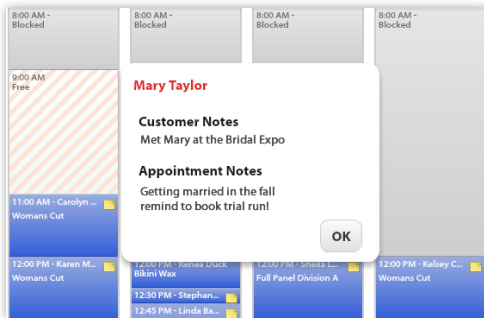 8:00 AM -
Blocked
8:00 AM -
Blocked
8:00 AM -
Blocked
8:00 AM -
Blocked
9:00 AM
Free
Mary Taylor
Customer Notes
Met Mary at the Bridal Expo
Appointment Notes
Getting married in the fall
remind to book trial run!
OK
11:00 AM - Carolyn ...
Womans Cut
12:00 PM - Karen M...
Womans Cut
12:00 PM - Renea Duck
Bikini Wax
12:30 PM - Stephan...
12:45 PM - Linda Ba...
12:00 PM - Sheila L...
Full Panel Division A
12:00 PM - Kelsey C...
Womans Cut